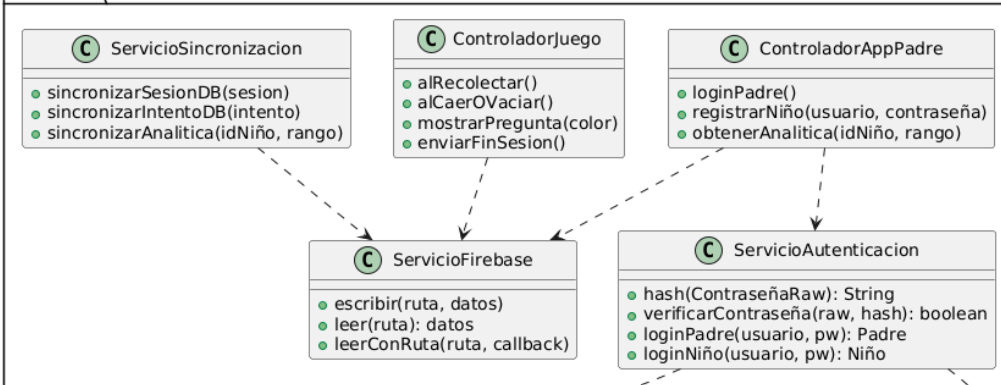 C ServicioSincronizacion
sincronizarSesionDB(sesion)
sincronizarIntentoDB(intento)
sincronizarAnalitica(idNiño, rango)
C ControladorJuego
alRecolectar()
alCaerOVaciar()
mostrarPregunta(color)
enviarFinSesion()
C ControladorAppPadre
loginPadre()
registrarNiño(usuario, contraseña)
obtenerAnalitica(idNiño, rango)
C ServicioFirebase
escribir(ruta, datos)
leer(ruta): datos
leerConRuta(ruta, callback)
C ServicioAutenticacion
hash(ContraseñaRaw): String
verificarContraseña(raw, hash): boolean
loginPadre(usuario, pw): Padre
loginNiño(usuario, pw): Niño